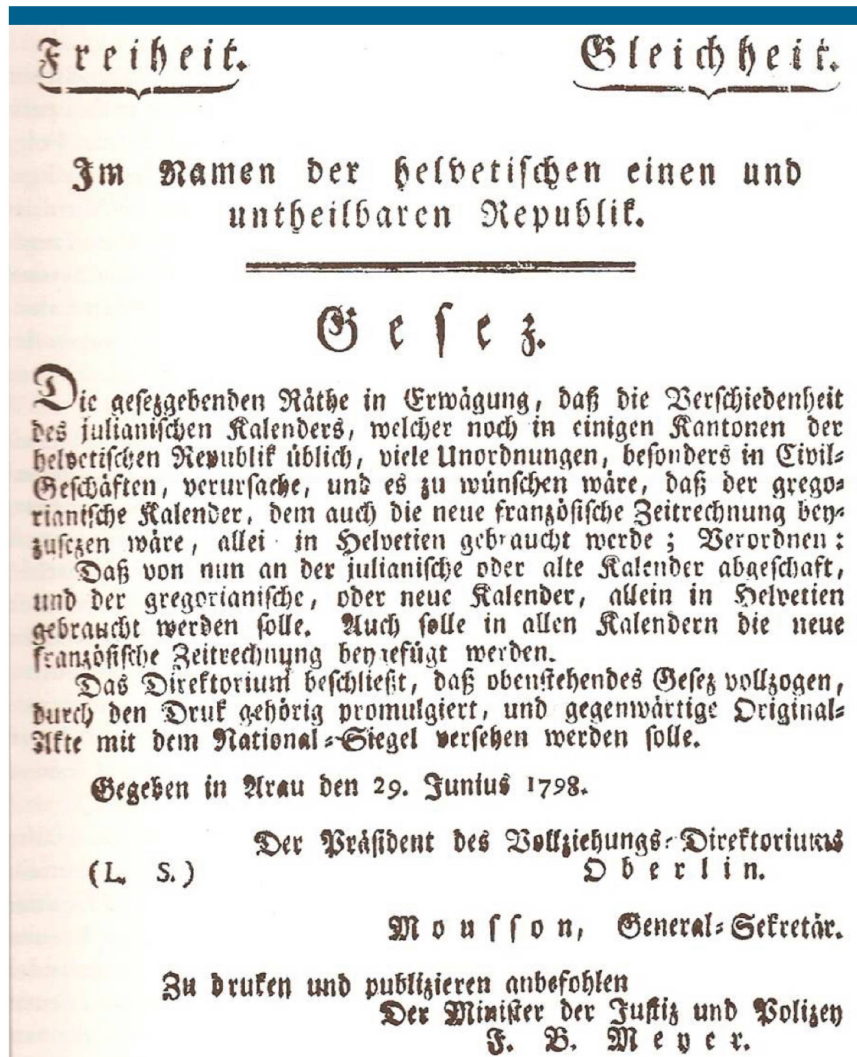 Freiheit. Gleichheit.
Im Namen der helvetischen einen und
untheilbaren Republik.
Gesez.
Die gesezgebenden Räthe in Erwägung, daß die Verschiedenheit
des julianischen Kalenders, welcher noch in einigen Kantonen der
helvetischen Republik üblich, viele Unordnungen, besonders in Civil-
Geschäften, verursache, und es zu wünschen wäre, daß der grego-
rianische Kalender, dem auch die neue französische Zeitrechnung bey-
zusezen wäre, allei in Helvetien gebraucht werde; Verordnen:
Daß von nun an der julianische oder alte Kalender abgeschaft,
und der gregorianische, oder neue Kalender, allein in Helvetien
gebraucht werden solle. Auch solle in allen Kalendern die neue
französische Zeitrechnung beygefügt werden.
Das Direktorium beschließt, daß obenstehendes Gesez vollzogen,
durch den Druk gehörig promulgiert, und gegenwärtige Original-
Akte mit dem National-Siegel versehen werden solle.
Gegeben in Arau den 29. Junius 1798.
Der Präsident des Vollziehungs-Direktoriums
(L. S.) Oberlin.
Mousson, General-Sekretär.
Zu druken und publizieren anbefohlen
Der Minister der Justiz und Polizey
F. B. Meyer.